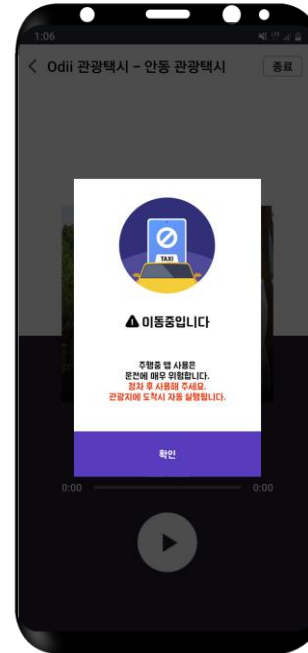 1:06
Odii 관광택시 - 안동 관광택시
종료
TAXI
이동중입니다
주행중 앱 사용은
운전에 매우 위험합니다.
정차 후 사용해 주세요.
관광지에 도착시 자동 실행됩니다.
확인
0:00
0:00